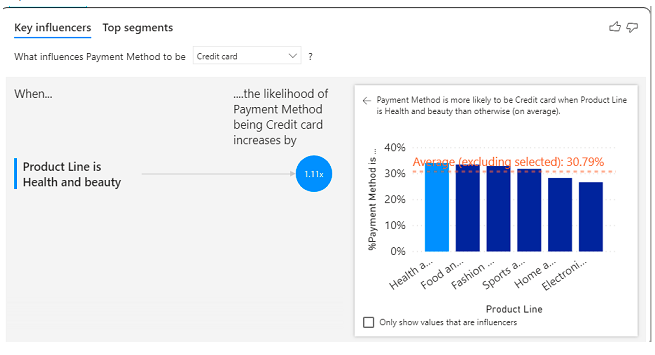 Key influencers Top segments
What influences Payment Method to be Credit card ?
When...
....the likelihood of
Payment Method
being Credit card
increases by
Product Line is
Health and beauty
1.11x
Payment Method is more likely to be Credit card when Product Line
is Health and beauty than otherwise (on average).
%Payment Method is ...
40%
30%
20%
10%
0%
Average (excluding selected): 30.79%
Health a...
Food an...
Fashion ...
Sports a...
Home a...
Electroni...
Product Line
Only show values that are influencers